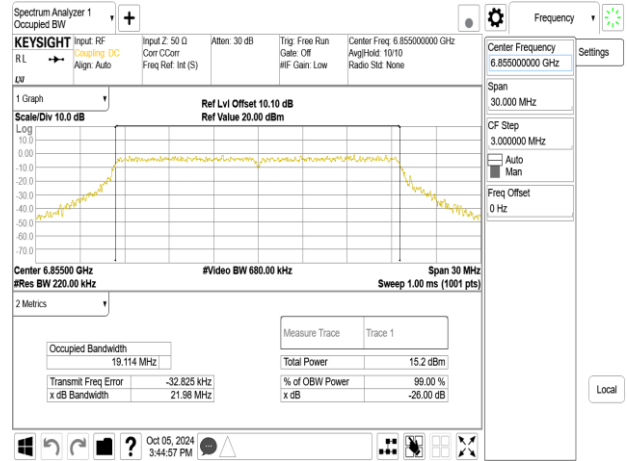 Spectrum Analyzer 1
Occupied BW
+
Frequency
KEYSIGHT
Input: RF
Input Z: 50 Ω
Atten: 30 dB
Trig: Free Run
Center Freq: 6.855000000 GHz
RL
Coupling: DC
Corr CCorr
Gate: Off
Avg|Hold: 10/10
Align: Auto
Freq Ref: Int (S)
#IF Gain: Low
Radio Std: None
LXI
Center Frequency
6.855000000 GHz
Settings
Span
30.000 MHz
CF Step
3.000000 MHz
Auto
Man
Freq Offset
0 Hz
Local
1 Graph
Ref Lvl Offset 10.10 dB
Scale/Div 10.0 dB
Ref Value 20.00 dBm
Log
10.0
0.00
-10.0
-20.0
-30.0
-40.0
-50.0
-60.0
-70.0
Center 6.85500 GHz
#Video BW 680.00 kHz
Span 30 MHz
#Res BW 220.00 kHz
Sweep 1.00 ms (1001 pts)
2 Metrics
Measure Trace
Trace 1
Occupied Bandwidth
19.114 MHz
Total Power
15.2 dBm
Transmit Freq Error
-32.825 kHz
% of OBW Power
99.00 %
x dB Bandwidth
21.98 MHz
x dB
-26.00 dB
?
Oct 05, 2024
3:44:57 PM